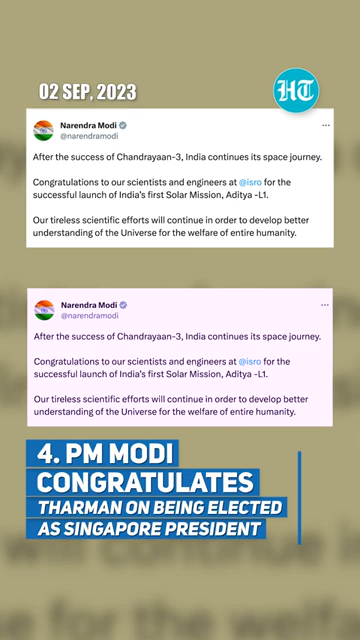 02 SEP, 2023
HT
Narendra Modi
@narendramodi
After the success of Chandrayaan-3, India continues its space journey.
Congratulations to our scientists and engineers at @isro for the
successful launch of India's first Solar Mission, Aditya -L1.
Our tireless scientific efforts will continue in order to develop better
understanding of the Universe for the welfare of entire humanity.
Narendra Modi
@narendramodi
After the success of Chandrayaan-3, India continues its space journey.
Congratulations to our scientists and engineers at @isro for the
successful launch of India's first Solar Mission, Aditya -L1.
Our tireless scientific efforts will continue in order to develop better
understanding of the Universe for the welfare of entire humanity.
4. PM MODI
CONGRATULATES
THARMAN ON BEING ELECTED
AS SINGAPORE PRESIDENT